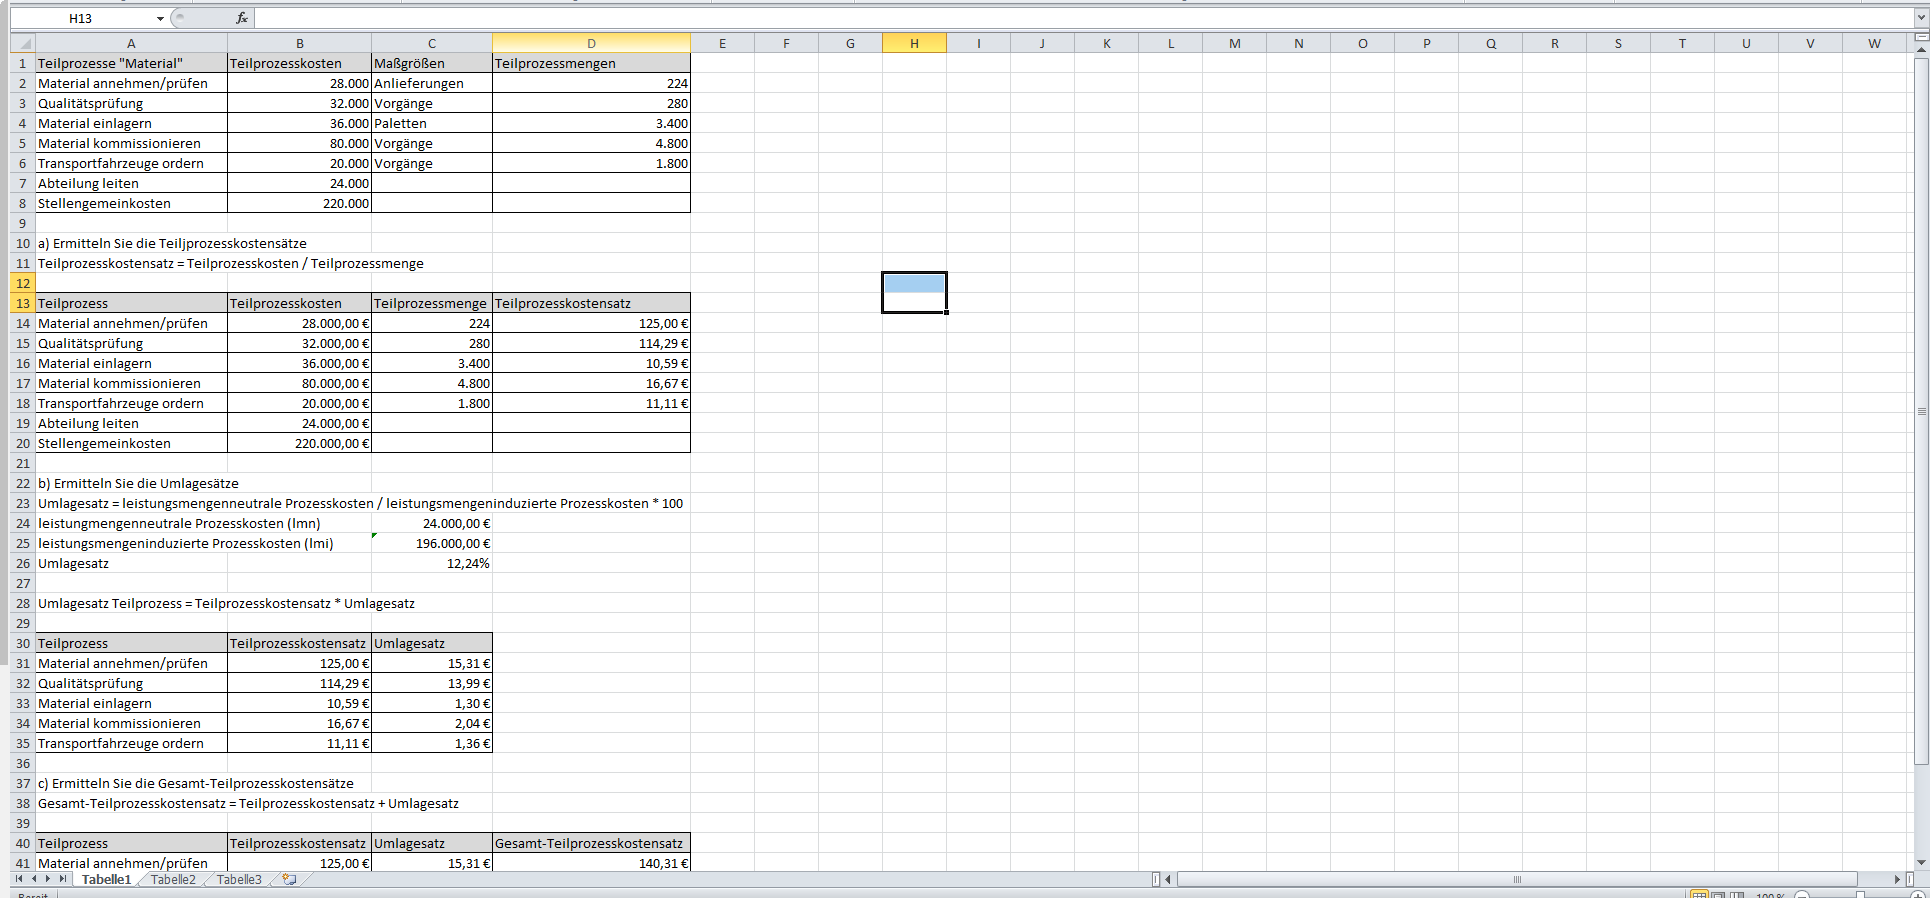 H13 fx
A B C D E F G H I J K L M N O P Q R S T U V W
1 Teilprozesse "Material" Teilprozesskosten Maßgrößen Teilprozessmengen
2 Material annehmen/prüfen 28.000 Anlieferungen 224
3 Qualitätsprüfung 32.000 Vorgänge 280
4 Material einlagern 36.000 Paletten 3.400
5 Material kommissionieren 80.000 Vorgänge 4.800
6 Transportfahrzeuge ordern 20.000 Vorgänge 1.800
7 Abteilung leiten 24.000
8 Stellengemeinkosten 220.000
9
10 a) Ermitteln Sie die Teiljprozesskostensätze
11 Teilprozesskostensatz = Teilprozesskosten / Teilprozessmenge
12
13 Teilprozess Teilprozesskosten Teilprozessmenge Teilprozesskostensatz
14 Material annehmen/prüfen 28.000,00 € 224 125,00 €
15 Qualitätsprüfung 32.000,00 € 280 114,29 €
16 Material einlagern 36.000,00 € 3.400 10,59 €
17 Material kommissionieren 80.000,00 € 4.800 16,67 €
18 Transportfahrzeuge ordern 20.000,00 € 1.800 11,11 €
19 Abteilung leiten 24.000,00 €
20 Stellengemeinkosten 220.000,00 €
21
22 b) Ermitteln Sie die Umlagesätze
23 Umlagesatz = leistungsmengenneutrale Prozesskosten / leistungsmengeninduzierte Prozesskosten * 100
24 leistungmengenneutrale Prozesskosten (lmn) 24.000,00 €
25 leistungsmengeninduzierte Prozesskosten (lmi) 196.000,00 €
26 Umlagesatz 12,24%
27
28 Umlagesatz Teilprozess = Teilprozesskostensatz * Umlagesatz
29
30 Teilprozess Teilprozesskostensatz Umlagesatz
31 Material annehmen/prüfen 125,00 € 15,31 €
32 Qualitätsprüfung 114,29 € 13,99 €
33 Material einlagern 10,59 € 1,30 €
34 Material kommissionieren 16,67 € 2,04 €
35 Transportfahrzeuge ordern 11,11 € 1,36 €
36
37 c) Ermitteln Sie die Gesamt-Teilprozesskostensätze
38 Gesamt-Teilprozesskostensatz = Teilprozesskostensatz + Umlagesatz
39
40 Teilprozess Teilprozesskostensatz Umlagesatz Gesamt-Teilprozesskostensatz
41 Material annehmen/prüfen 125,00 € 15,31 € 140,31 €
Tabelle1 Tabelle2 Tabelle3
Bereit 100 %